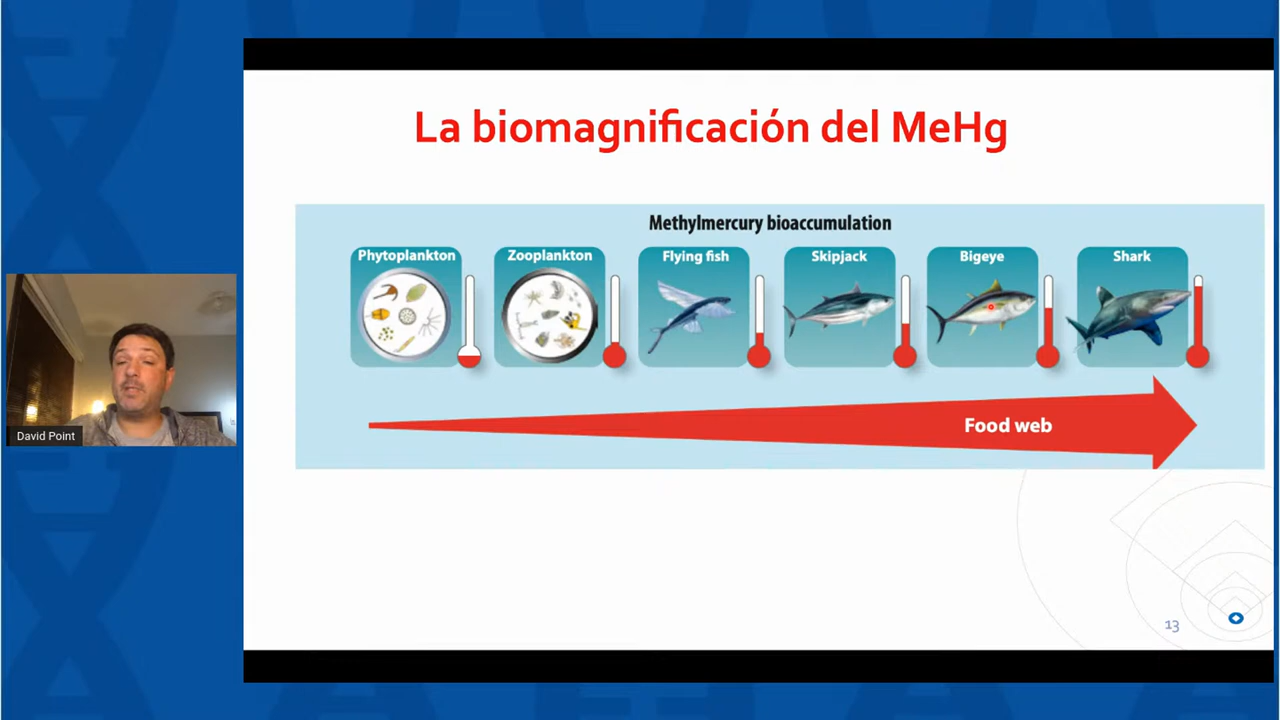 La biomagnificación del MeHg
Methylmercury bioaccumulation
Phytoplankton
Zooplankton
Flying fish
Skipjack
Bigeye
Shark
Food web
David Point
13